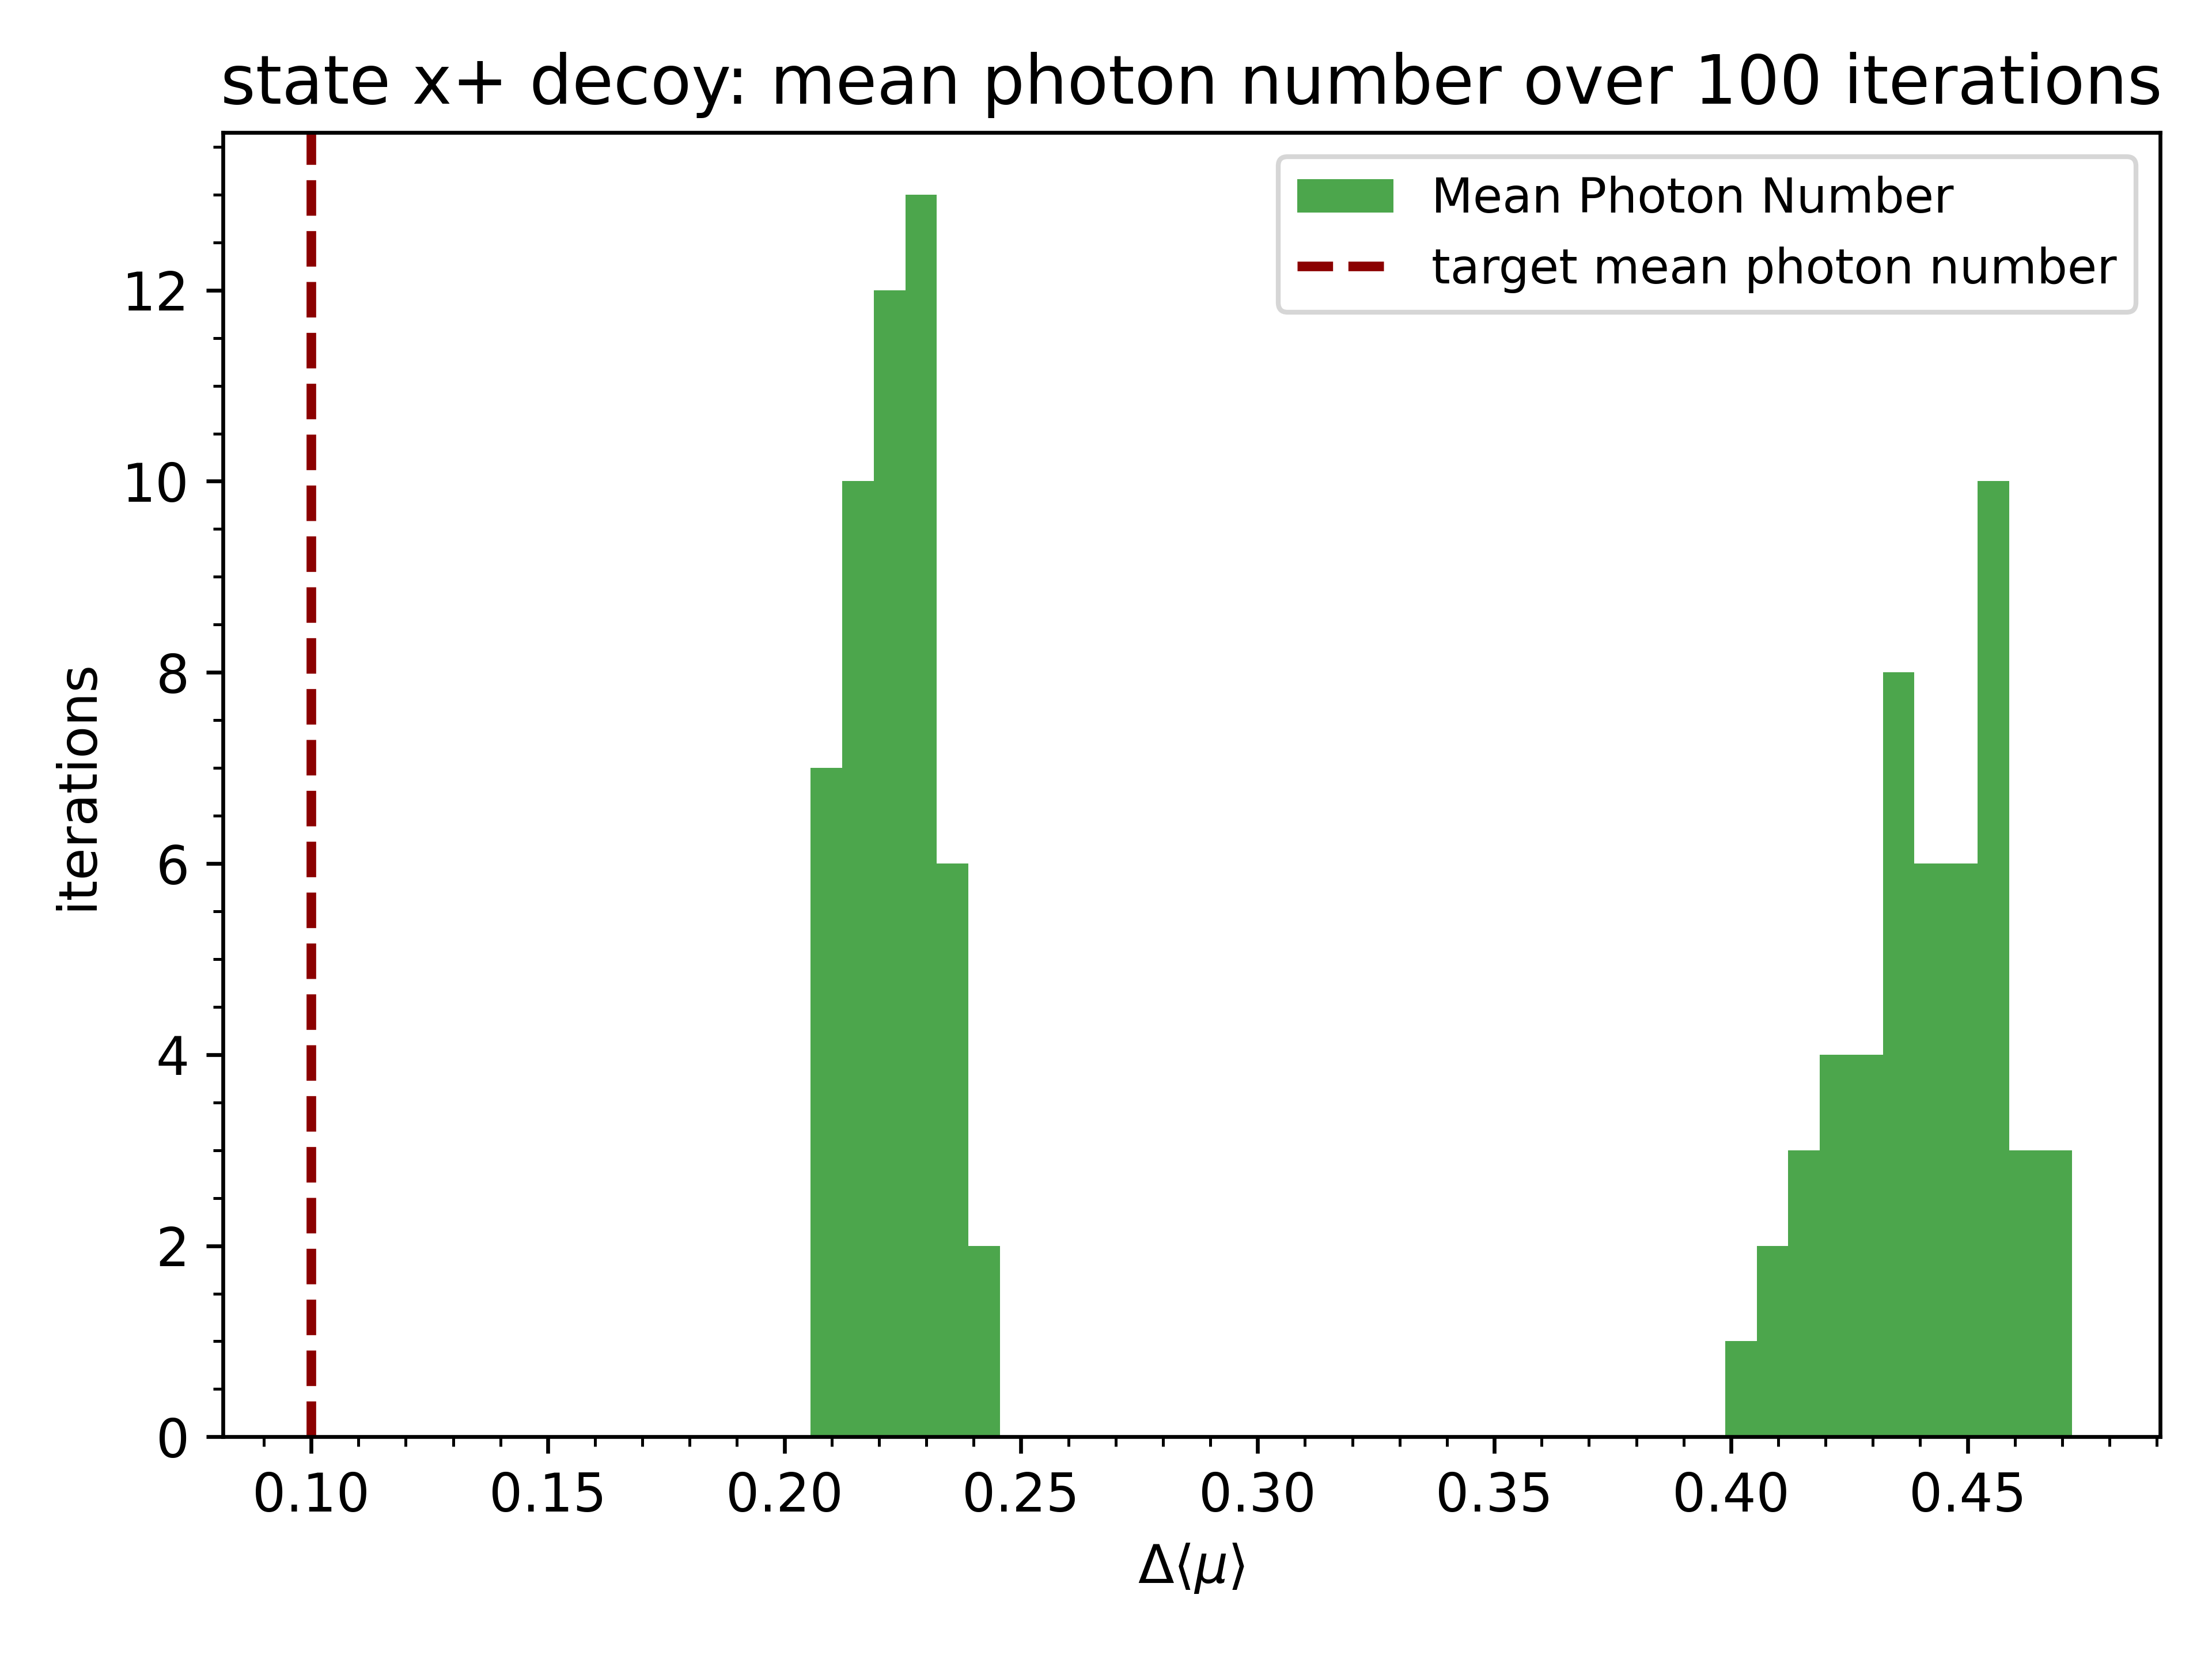 state x+ decoy: mean photon number over 100 iterations
Mean Photon Number
target mean photon number
12
10
8
6
4
2
0
iterations
0.10 0.15 0.20 0.25 0.30 0.35 0.40 0.45
Δ⟨μ⟩